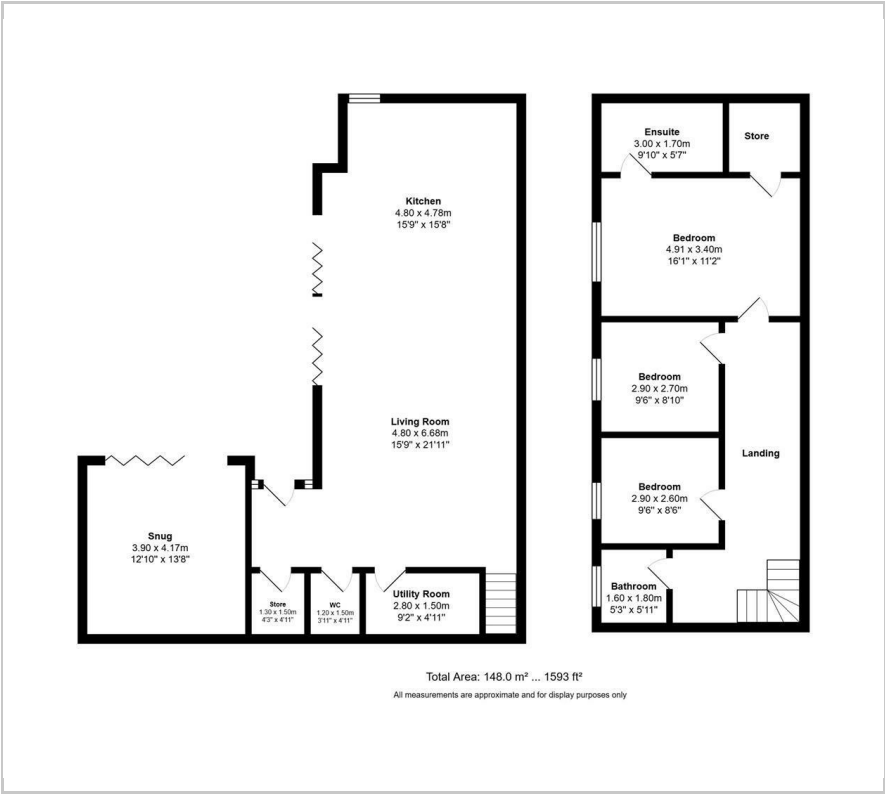 Kitchen
4.80 x 4.78m
15'9" x 15'8"
Living Room
4.80 x 6.68m
15'9" x 21'11"
Snug
3.90 x 4.17m
12'10" x 13'8"
Store
1.30 x 1.50m
4'3" x 4'11"
WC
1.20 x 1.50m
3'11" x 4'11"
Utility Room
2.80 x 1.50m
9'2" x 4'11"
Ensuite
3.00 x 1.70m
9'10" x 5'7"
Store
Bedroom
4.91 x 3.40m
16'1" x 11'2"
Bedroom
2.90 x 2.70m
9'6" x 8'10"
Landing
Bedroom
2.90 x 2.60m
9'6" x 8'6"
Bathroom
1.60 x 1.80m
5'3" x 5'11"
Total Area: 148.0 m² ... 1593 ft²
All measurements are approximate and for display purposes only